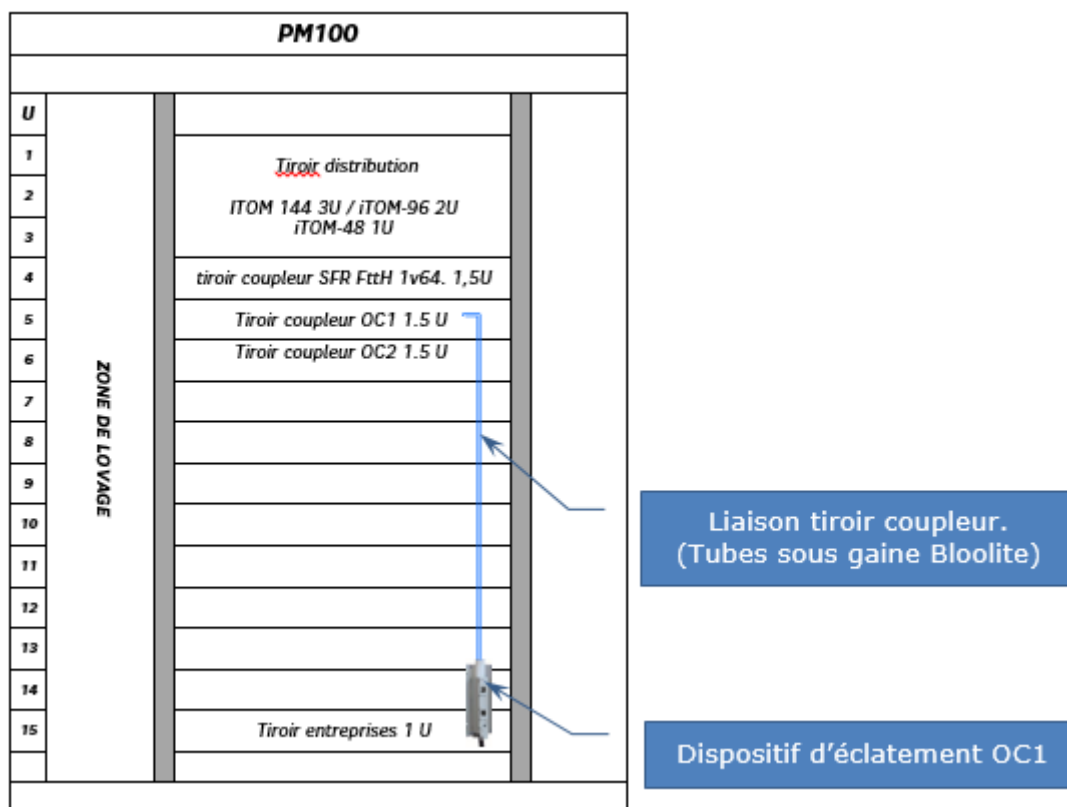 PM100
U
1
Tiroir distribution
2
ITOM 144 3U / iTOM-96 2U
3
iTOM-48 1U
4
tiroir coupleur SFR FttH 1v64. 1,5U
5
Tiroir coupleur OC1 1.5 U
6
Tiroir coupleur OC2 1.5 U
ZONE DE LOVAGE
7
8
9
10
11
12
13
14
15
Tiroir entreprises 1 U
Liaison tiroir coupleur.
(Tubes sous gaine Bloolite)
Dispositif d’éclatement OC1